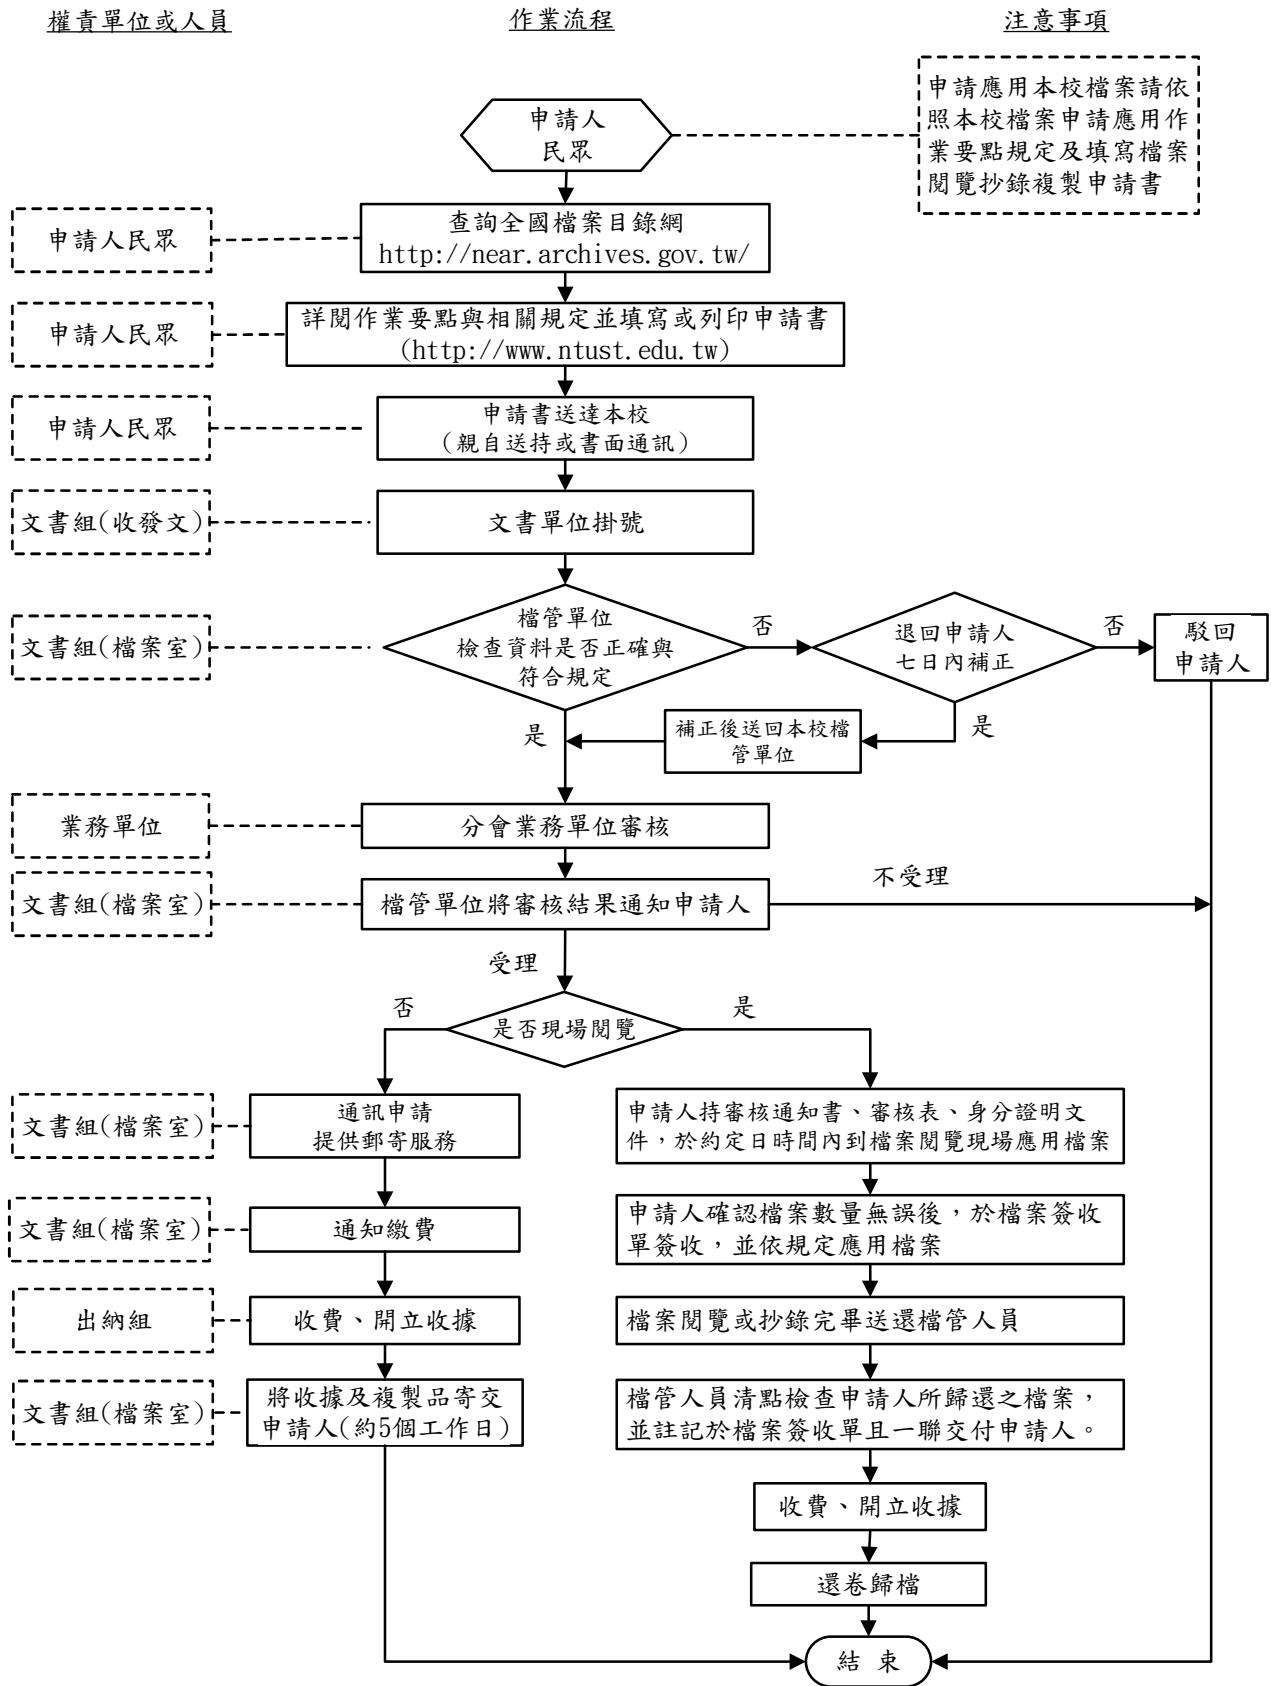 權責單位或人員
作業流程
注意事項
申請應用本校檔案請依
照本校檔案申請應用作
業要點規定及填寫檔案
閱覽抄錄複製申請書
申請人
民眾
申請人民眾
查詢全國檔案目錄網
http://near.archives.gov.tw/
申請人民眾
詳閱作業要點與相關規定並填寫或列印申請書
(http://www.ntust.edu.tw)
申請人民眾
申請書送達本校
(親自送持或書面通訊)
文書組(收發文)
文書單位掛號
文書組(檔案室)
檔管單位
檢查資料是否正確與
符合規定
否
退回申請人
七日內補正
否
駁回
申請人
是
補正後送回本校檔
管單位
是
業務單位
分會業務單位審核
文書組(檔案室)
檔管單位將審核結果通知申請人
不受理
受理
否
是否現場閱覽
是
文書組(檔案室)
通訊申請
提供郵寄服務
申請人持審核通知書、審核表、身分證明文
件，於約定日時間內到檔案閱覽現場應用檔案
文書組(檔案室)
通知繳費
申請人確認檔案數量無誤後，於檔案簽收
單簽收，並依規定應用檔案
出納組
收費、開立收據
檔案閱覽或抄錄完畢送還檔管人員
文書組(檔案室)
將收據及複製品寄交
申請人(約5個工作日)
檔管人員清點檢查申請人所歸還之檔案，
並註記於檔案簽收單且一聯交付申請人。
收費、開立收據
還卷歸檔
結 束